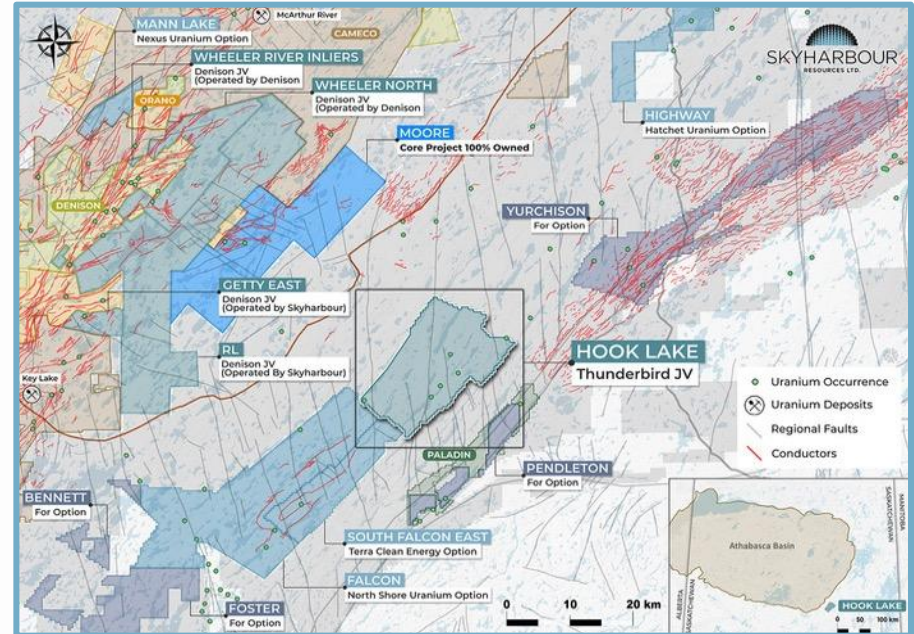 McArthur River
MANN LAKE
Nexus Uranium Option
CAMECO
WHEELER RIVER INLIERS
Denison JV
(Operated by Denison)
ORANO
WHEELER NORTH
Denison JV
(Operated by Denison
MOORE
Core Project 100% Owned
SKYHARBOUR
RESOURCES LTD.
HIGHWAY
Hatchet Uranium Option
DENISON
YURCHISON
For Option
GETTY EAST
Denison JV
(Operated by Skyharbour)
RL
Denison JV
(Operated By Skyharbour)
Key Lake
HOOK LAKE
Thunderbird JV
Uranium Occurrence
Uranium Deposits
Regional Faults
Conductors
PALADIN
PENDLETON
For Option
BENNETT
For Option
SOUTH FALCON EAST
Terra Clean Energy Option
FALCON
North Shore Uranium Option
FOSTER
For Option
0 10 20 km
Athabasca Basin
ALBERTA
SASKATCHEWAN
SASKATCHEWAN
MANITOBA
HOOK LAKE
0 50 100 km